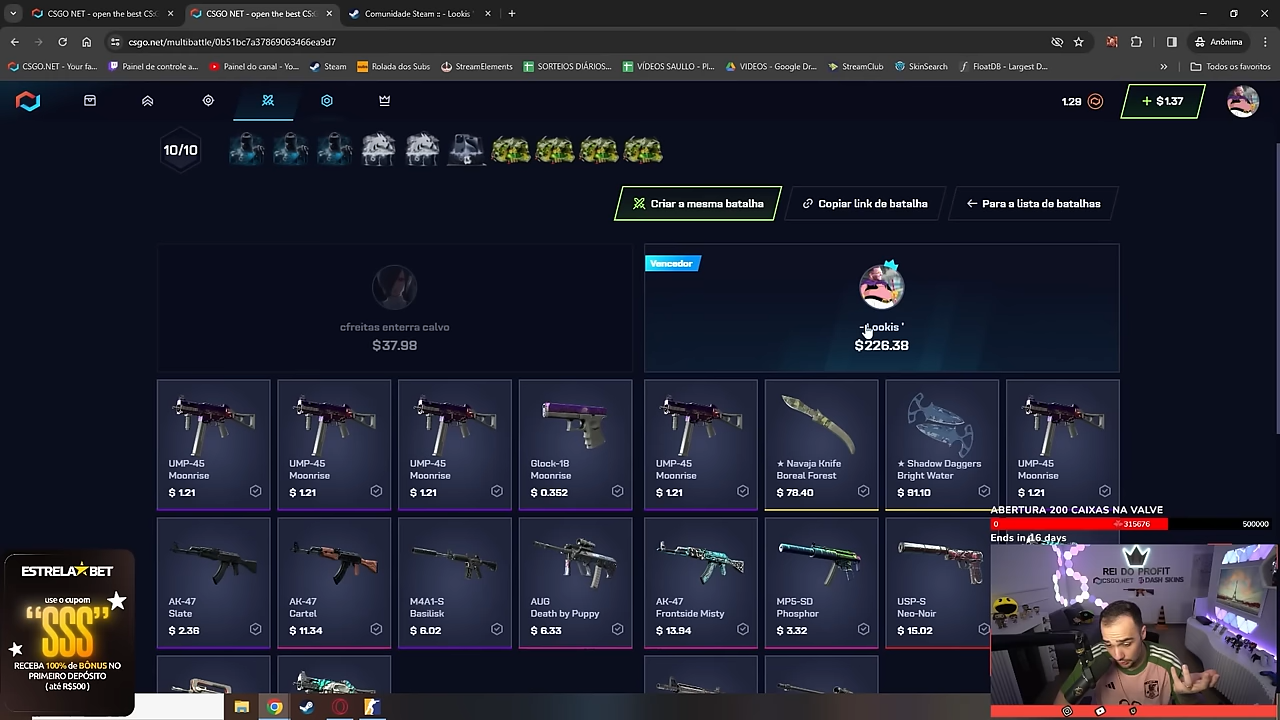 CSGO NET - open the best CS:
CSGO NET - open the best CS:
Comunidade Steam :: - Lookis
csgo.net/multibattle/0b51bc7a37869063466ea9d7
Anônima
CSGO.NET - Your fa...
Painel de controle a...
Painel do canal - Yo...
Steam
Rolada dos Subs
StreamElements
SORTEIOS DIÁRIOS...
VÍDEOS SAULLO - PI...
VIDEOS - Google Dr...
StreamClub
SkinSearch
FloatDB - Largest D...
Todos os favoritos
1.29
+ $1.37
10/10
Criar a mesma batalha
Copiar link de batalha
Para a lista de batalhas
cfreitas enterra calvo
$37.98
Vencedor
- Lookis '
$226.38
UMP-45
Moonrise
$ 1.21
UMP-45
Moonrise
$ 1.21
UMP-45
Moonrise
$ 1.21
Glock-18
Moonrise
$ 0.352
UMP-45
Moonrise
$ 1.21
★ Navaja Knife
Boreal Forest
$ 78.40
★ Shadow Daggers
Bright Water
$ 91.10
UMP-45
Moonrise
$ 1.21
AK-47
Slate
$ 2.36
AK-47
Cartel
$ 11.34
M4A1-S
Basilisk
$ 6.02
AUG
Death by Puppy
$ 6.33
AK-47
Frontside Misty
$ 13.94
MP5-SD
Phosphor
$ 3.32
USP-S
Neo-Noir
$ 15.02
ABERTURA 200 CAIXAS NA VALVE
0
315676
500000
Ends in 16 days
REI DO PROFIT
CSGO.NET
DASH SKINS
ESTRELA★BET
use o cupom
"SSS"
RECEBA 100% de BÔNUS NO
PRIMEIRO DEPÓSITO
(até R$500)